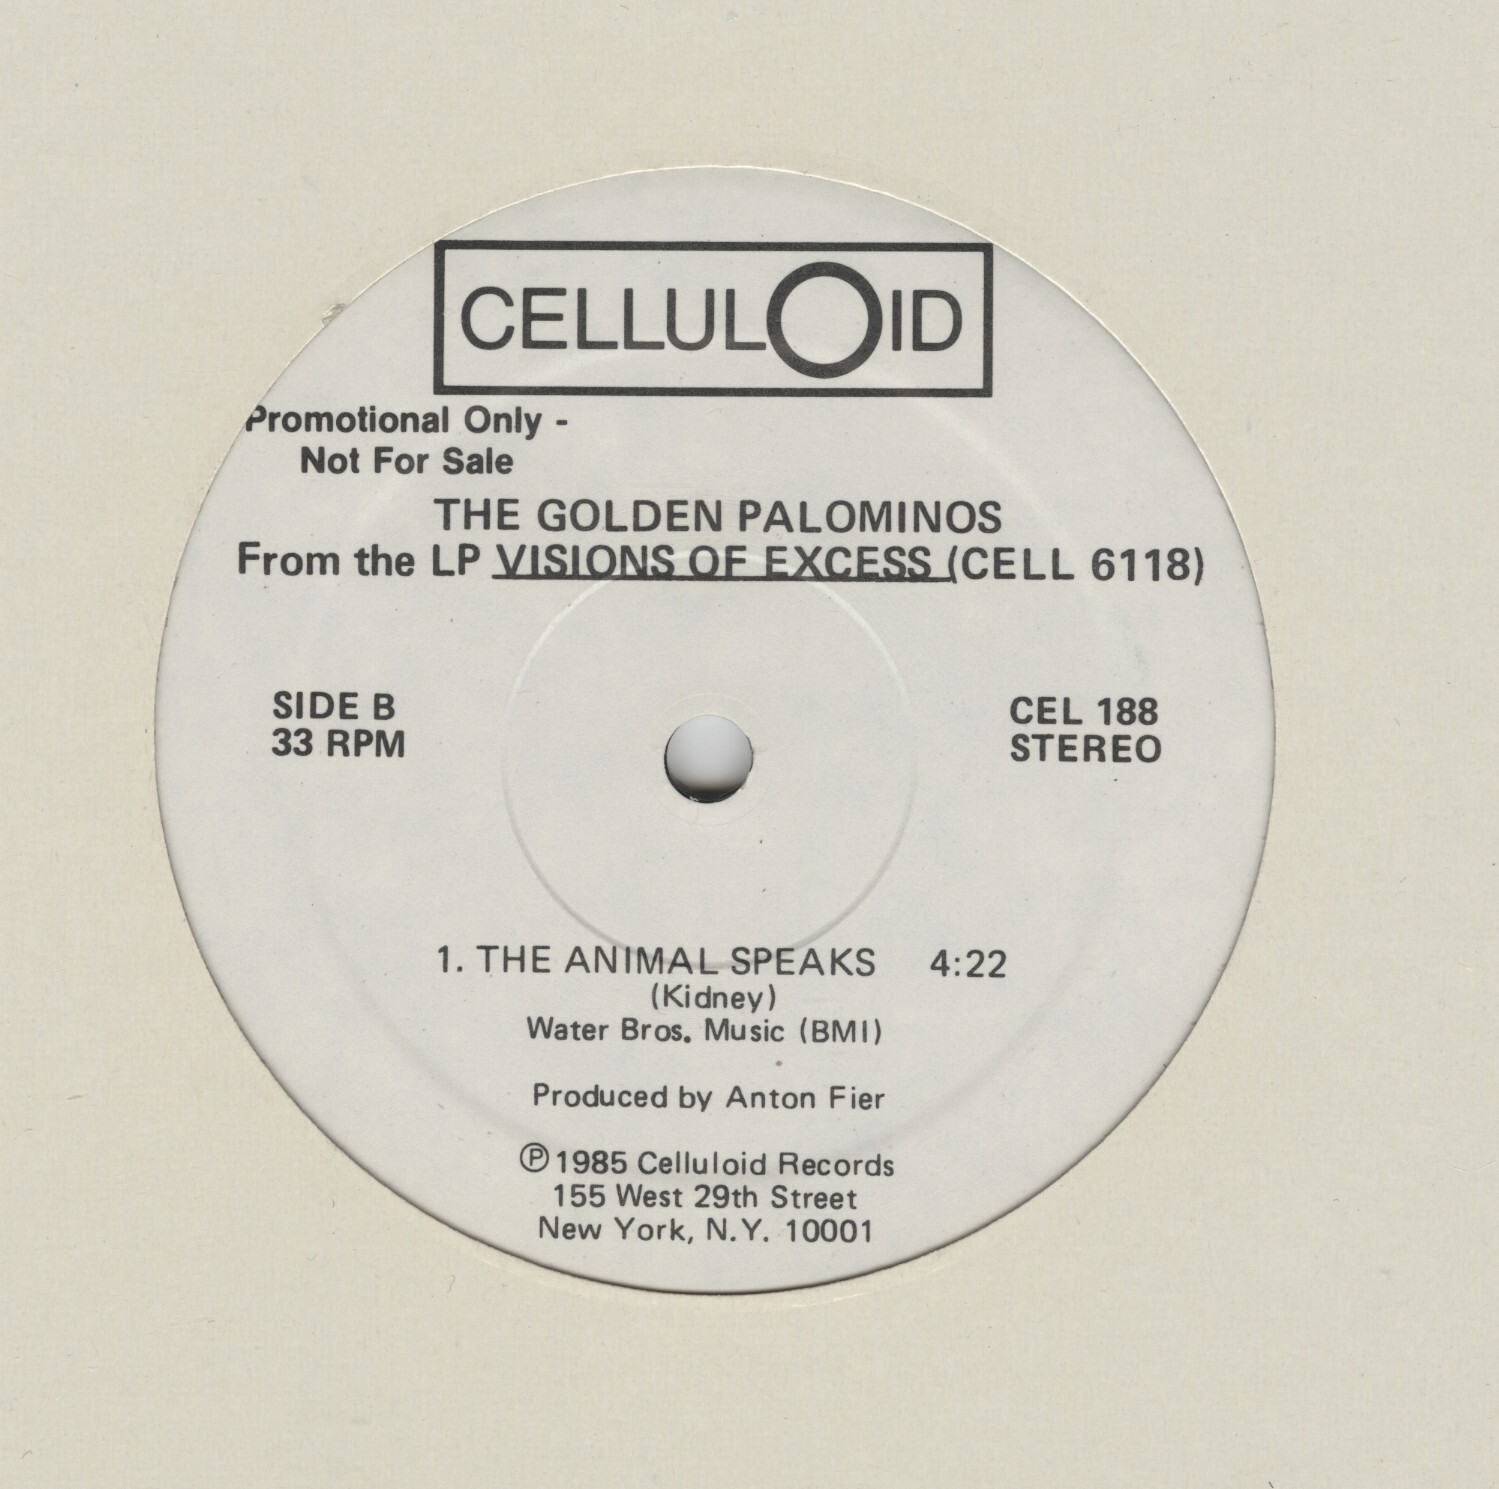 CELLULOID
Promotional Only -
Not For Sale
THE GOLDEN PALOMINOS
From the LP VISIONS OF EXCESS (CELL 6118)
SIDE B
33 RPM
CEL 188
STEREO
1. THE ANIMAL SPEAKS 4:22
(Kidney)
Water Bros. Music (BMI)
Produced by Anton Fier
℗1985 Celluloid Records
155 West 29th Street
New York, N.Y. 10001